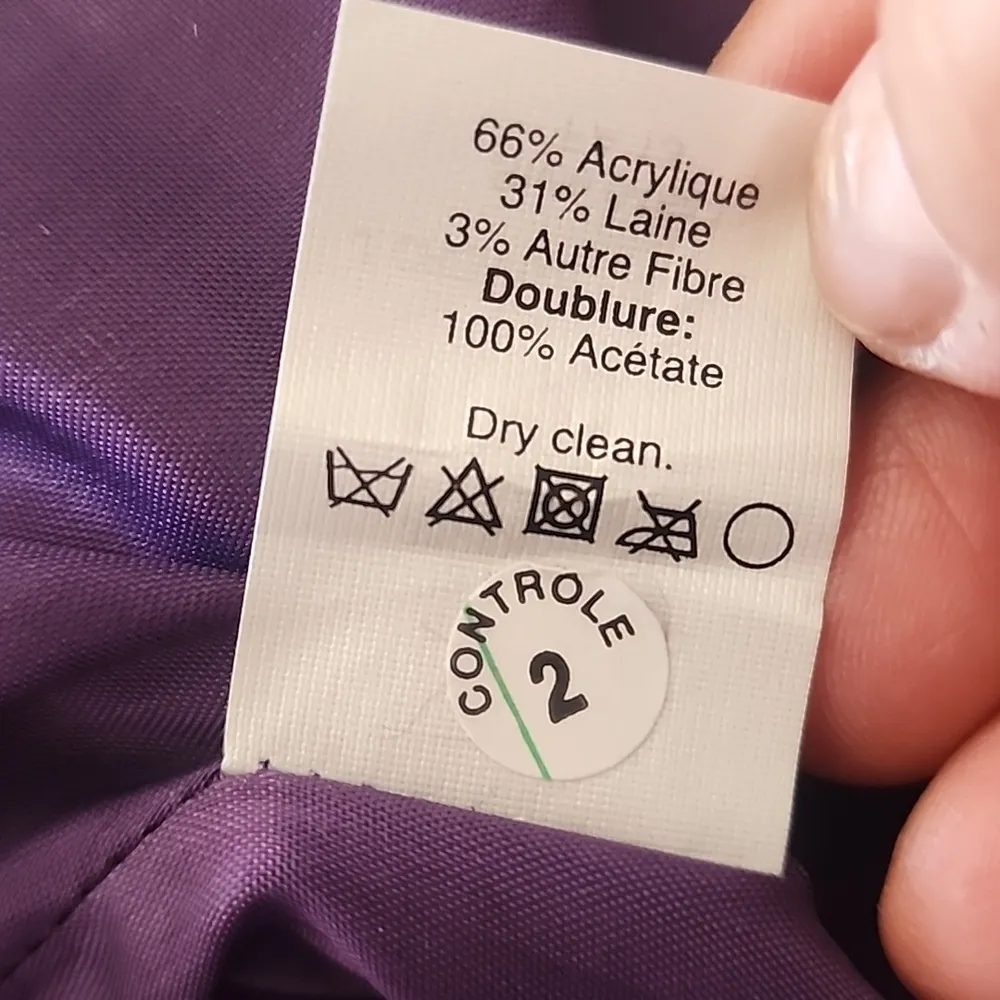 66% Acrylique
31% Laine
3% Autre Fibre
Doublure:
100% Acétate
Dry clean.
CONTROLE
2